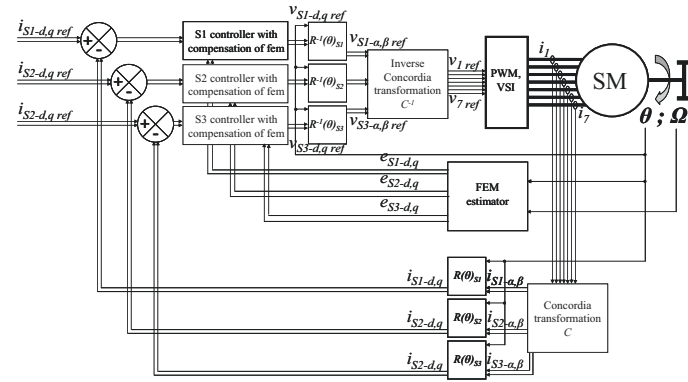 v_{S1-d,q ref}
i_{S1-d,q ref}
S1 controller with
compensation of fem
R^{-1}(θ)_{S1}
v_{S1-α,β ref}
i_{S2-d,q ref}
S2 controller with
compensation of fem
R^{-1}(θ)_{S2}
Inverse
Concordia
transformation
C^{-1}
v_{1 ref}
v_{7 ref}
PWM,
VSI
i_1
i_7
SM
θ ; Ω
i_{S2-d,q ref}
S3 controller with
compensation of fem
R^{-1}(θ)_{S3}
v_{S3-α,β ref}
v_{S3-d,q ref}
e_{S1-d,q}
e_{S2-d,q}
e_{S3-d,q}
FEM
estimator
i_{S1-d,q}
R(θ)_{S1}
i_{S1-α,β}
i_{S2-d,q}
R(θ)_{S2}
i_{S2-α,β}
i_{S2-d,q}
R(θ)_{S3}
i_{S3-α,β}
Concordia
transformation
C